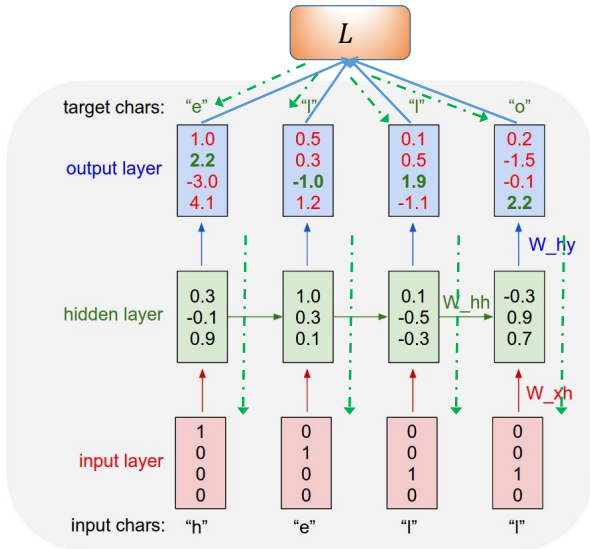 L
target chars: “e” “l” “l” “o”
output layer
1.0 0.5 0.1 0.2
2.2 0.3 0.5 -1.5
-3.0 -1.0 1.9 -0.1
4.1 1.2 -1.1 2.2
W_hy
hidden layer
0.3 1.0 0.1 -0.3
-0.1 0.3 -0.5 0.9
0.9 0.1 -0.3 0.7
W_hh
W_xh
input layer
1 0 0 0
0 1 0 0
0 0 1 1
0 0 0 0
input chars: “h” “e” “l” “l”